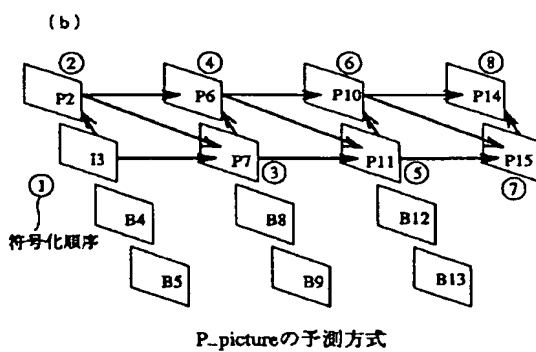 (b)
② ④ ⑥ ⑧
P2 P6 P10 P14
I3 P7 P11 P15
① ③ ⑤ ⑦
B4 B8 B12
符号化順序
B5 B9 B13
P_pictureの予測方式